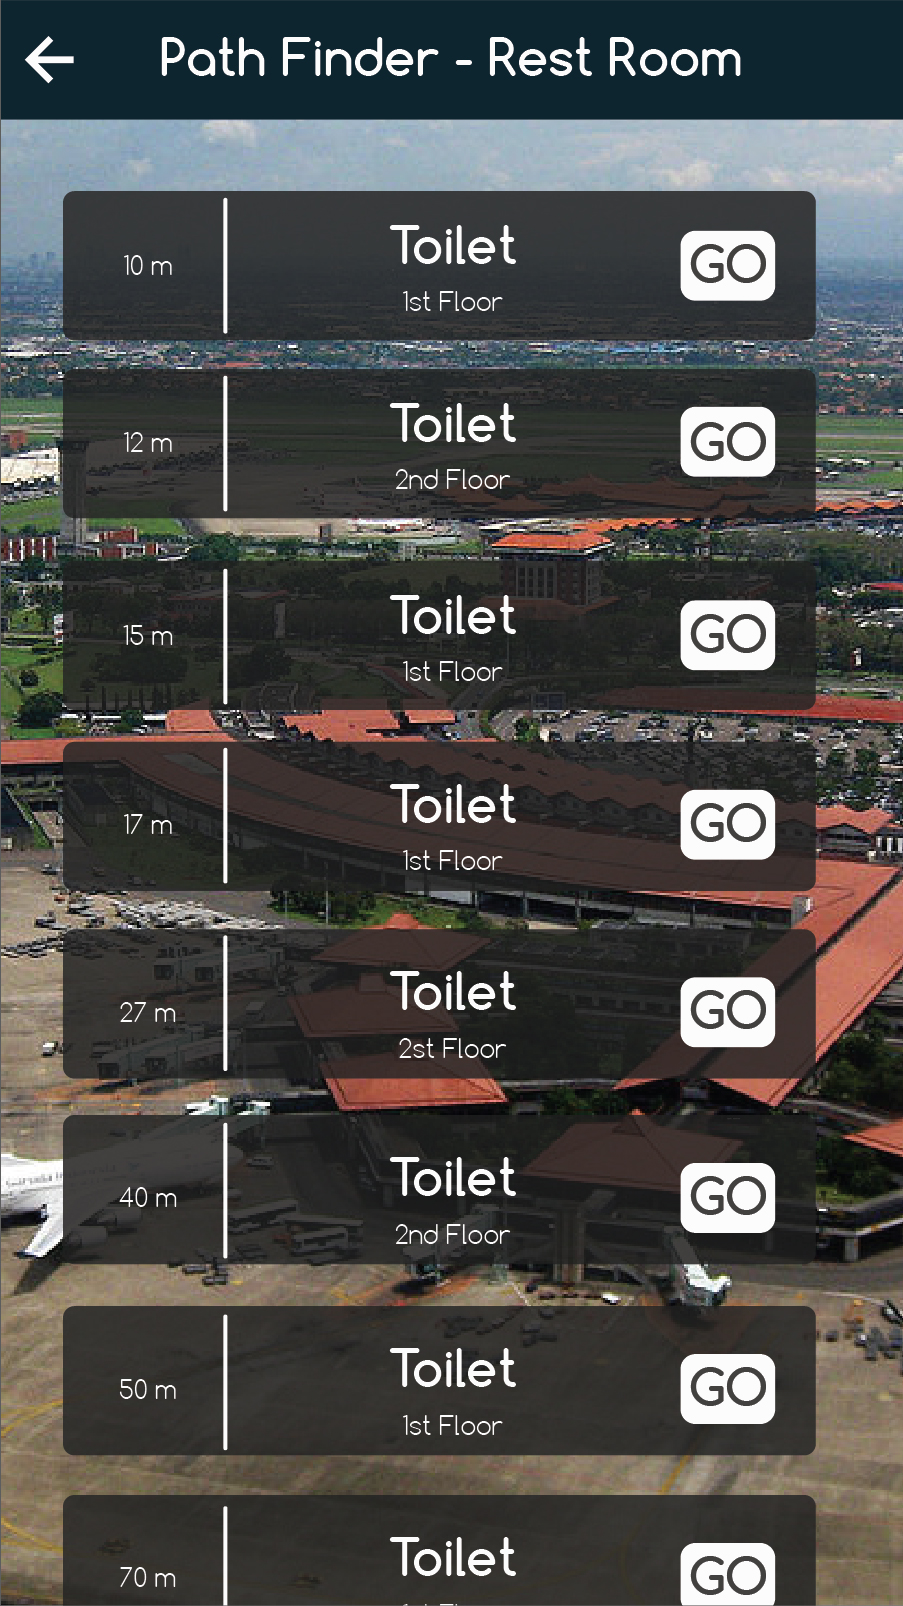 Path Finder - Rest Room
10 m
Toilet
1st Floor
GO
12 m
Toilet
2nd Floor
GO
15 m
Toilet
1st Floor
GO
17 m
Toilet
1st Floor
GO
27 m
Toilet
2st Floor
GO
40 m
Toilet
2nd Floor
GO
50 m
Toilet
1st Floor
GO
70 m
Toilet
GO